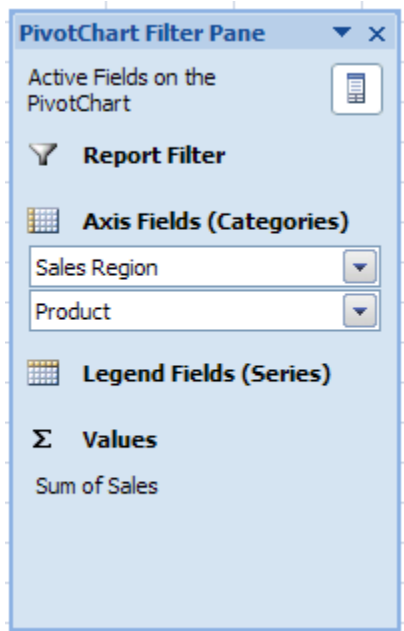 PivotChart Filter Pane
Active Fields on the
PivotChart
Report Filter
Axis Fields (Categories)
Sales Region
Product
Legend Fields (Series)
Σ Values
Sum of Sales